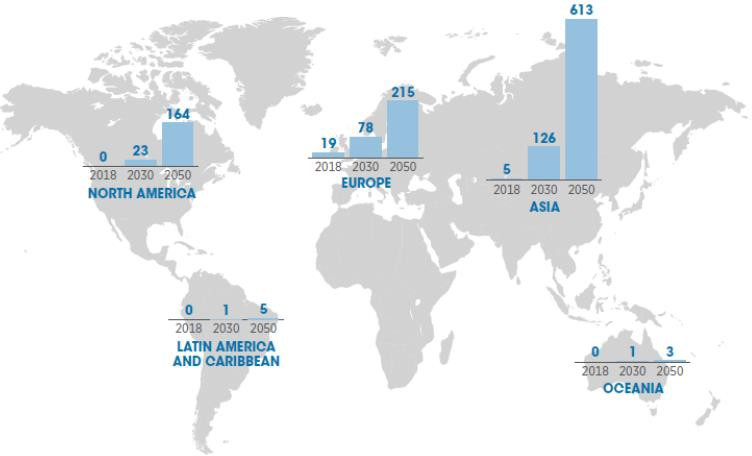 0 23 164
2018 2030 2050
NORTH AMERICA
19 78 215
2018 2030 2050
EUROPE
5 126 613
2018 2030 2050
ASIA
0 1 5
2018 2030 2050
LATIN AMERICA
AND CARIBBEAN
0 1 3
2018 2030 2050
OCEANIA